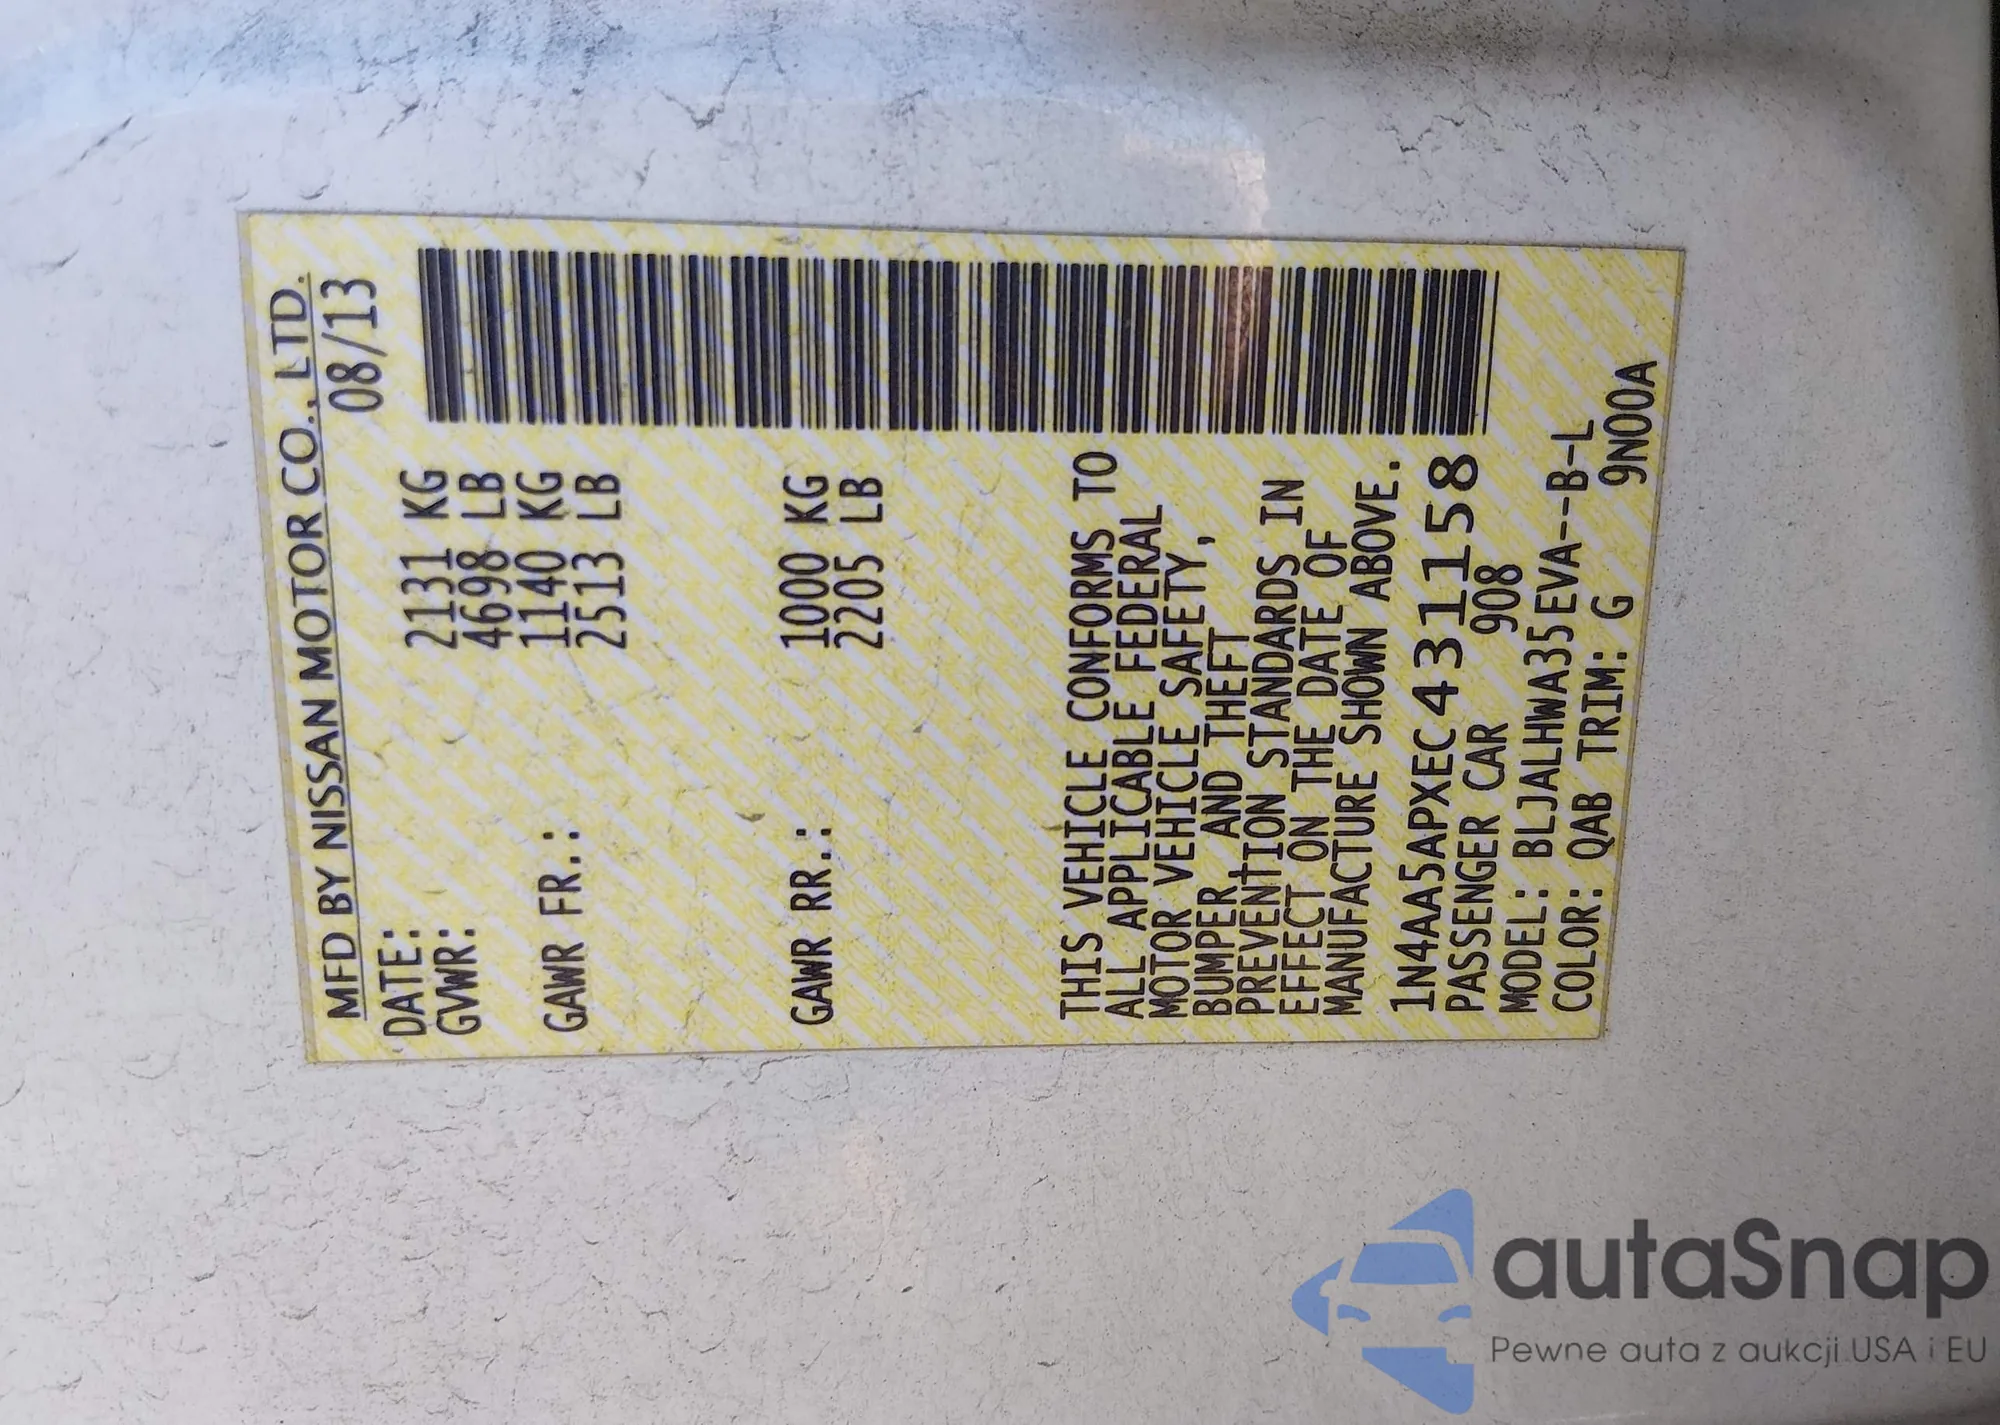 MFD BY NISSAN MOTOR CO., LTD.
DATE: 08/13
GVWR: 2131 KG
4698 LB
GAWR FR.: 1140 KG
2513 LB
GAWR RR.: 1000 KG
2205 LB
THIS VEHICLE CONFORMS TO
ALL APPLICABLE FEDERAL
MOTOR VEHICLE SAFETY,
BUMPER, AND THEFT
PREVENTION STANDARDS IN
EFFECT ON THE DATE OF
MANUFACTURE SHOWN ABOVE.
1N4AA5APXEC431158
PASSENGER CAR 908
MODEL: BLJALHWA35EVA--B-L
COLOR: QAB TRIM: G 9N00A
autaSnap
Pewne auta z aukcji USA i EU